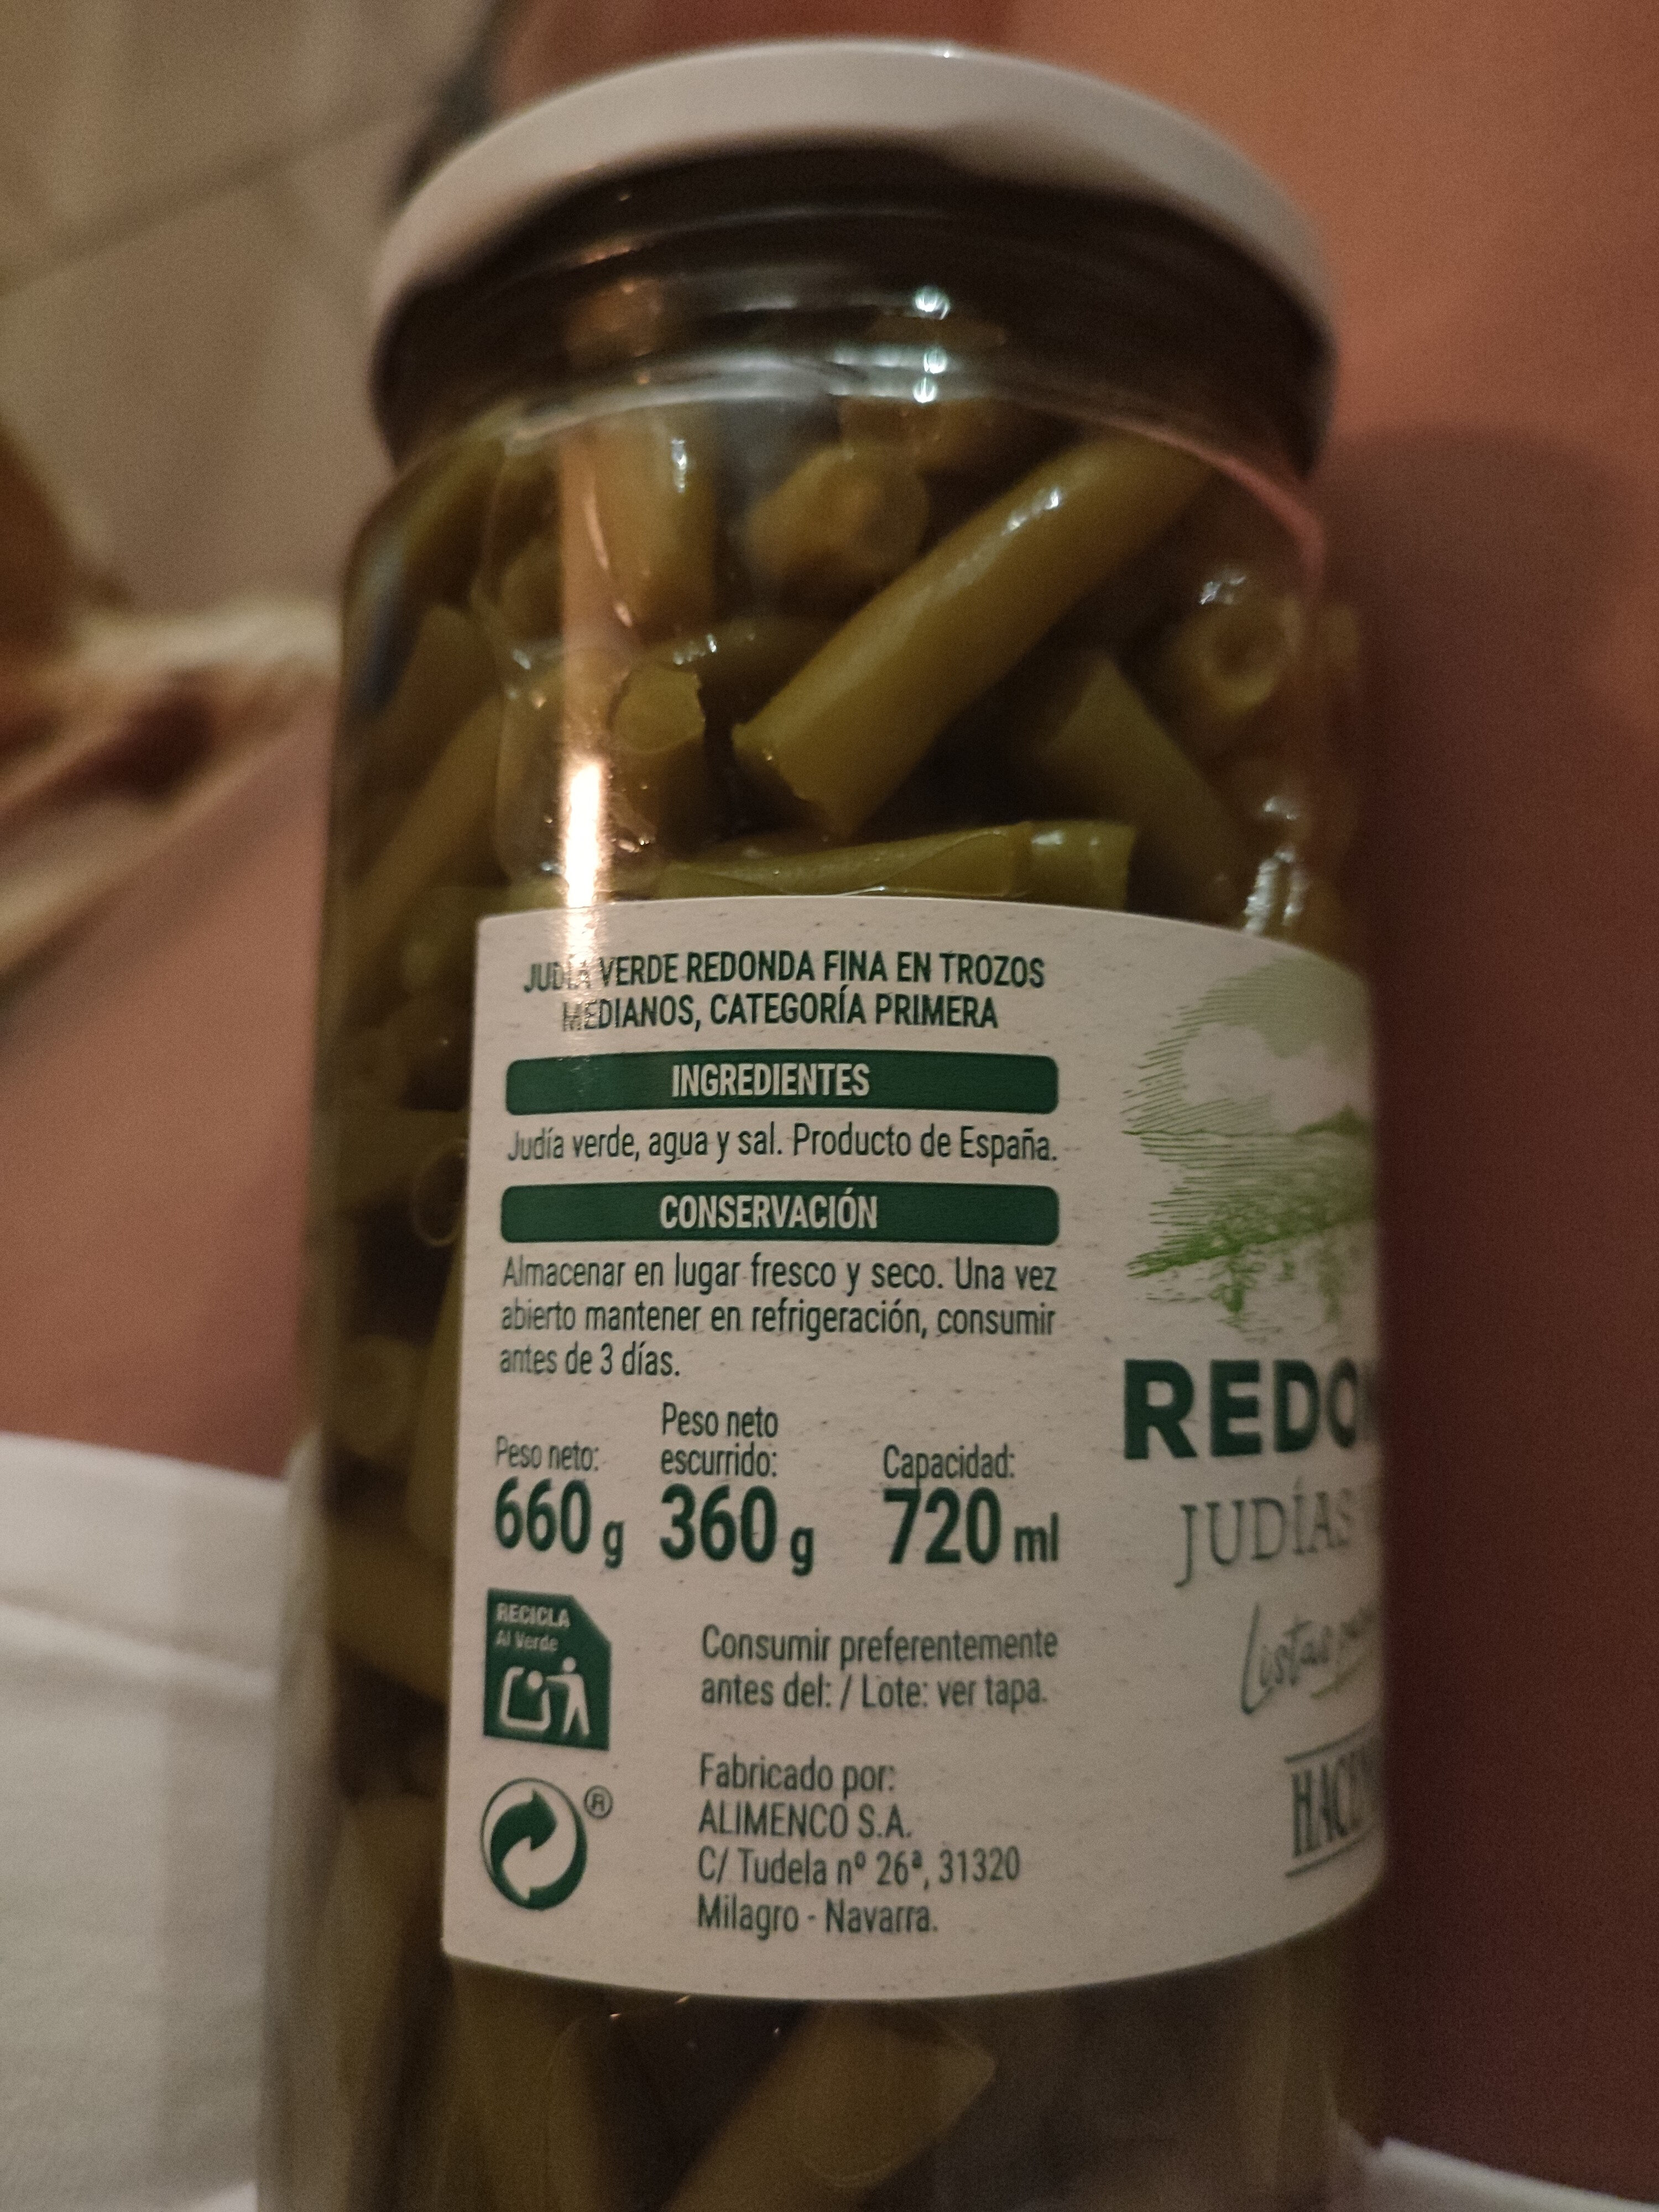 JUDÍA VERDE REDONDA FINA EN TROZOS
MEDIANOS, CATEGORÍA PRIMERA
INGREDIENTES
Judía verde, agua y sal. Producto de España.
CONSERVACIÓN
Almacenar en lugar fresco y seco. Una vez
abierto mantener en refrigeración, consumir
antes de 3 días.
Peso neto:
660 g
Peso neto
escurrido:
360 g
Capacidad:
720 ml
RECICLA
Al Verde
Consumir preferentemente
antes del: / Lote: ver tapa.
®
Fabricado por:
ALIMENCO S.A.
C/ Tudela nº 26ª, 31320
Milagro - Navarra.
REDO
JUDÍAS
Listas
HACEN